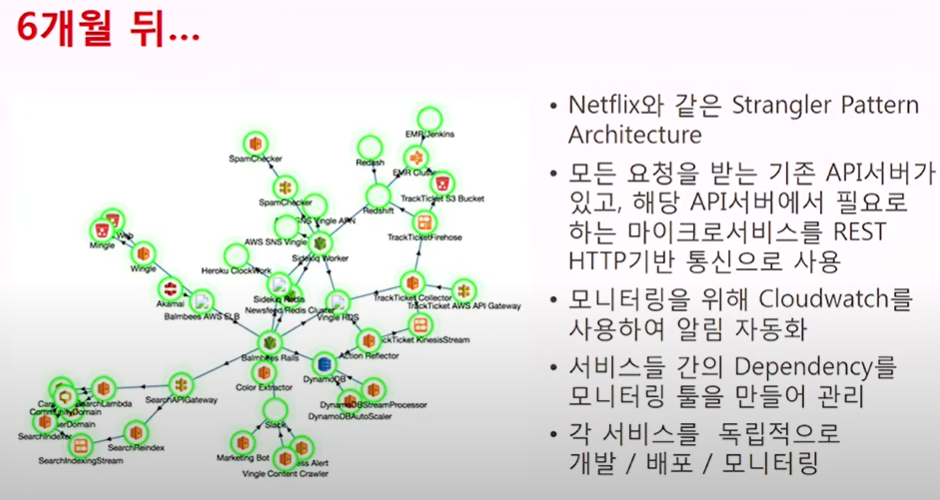 6개월 뒤...
• Netflix와 같은 Strangler Pattern
Architecture
• 모든 요청을 받는 기존 API서버가
있고, 해당 API서버에서 필요로
하는 마이크로서비스를 REST
HTTP기반 통신으로 사용
• 모니터링을 위해 Cloudwatch를
사용하여 알림 자동화
• 서비스들 간의 Dependency를
모니터링 툴을 만들어 관리
• 각 서비스를 독립적으로
개발 / 배포 / 모니터링
EMR/Jenkins
SpamChecker
Redash
EMR Cluster
SpamChecker
TrackTicket S3 Bucket
Redshift
SNS Vingle APN
Web
TrackTicketFirehose
AWS SNS Vingle
Mingle
Sidekiq Worker
Wingle
Heroku ClockWork
Akamai
Sidekiq Redis
TrackTicket Collector
TrackTicket AWS API Gateway
Newsfeed Redis Cluster
Balmbees AWS ELB
Vingle RDS
TicketKinesisStream
Balmbees Rails
Action Reflector
Color Extractor
DynamoDB
SearchLambda
SearchAPIGateway
DynamoDBStreamProcessor
CommunityDomain
DynamoDBAutoScaler
Slack
SearchIndexer
SearchReindex
SearchIndexingStream
Marketing Bot
Alert
Vingle Content Crawler